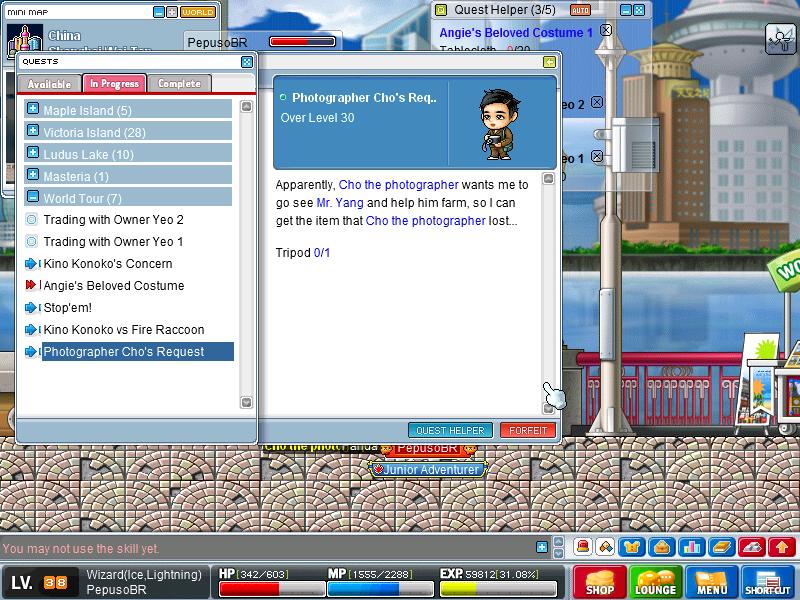 MINI MAP
WORLD
China
PepusoBR
Quest Helper (3/5)
AUTO
Angie's Beloved Costume 1
QUESTS
Available
In Progress
Complete
Maple Island (5)
Victoria Island (28)
Ludus Lake (10)
Masteria (1)
World Tour (7)
Trading with Owner Yeo 2
Trading with Owner Yeo 1
Kino Konoko's Concern
Angie's Beloved Costume
Stop'em!
Kino Konoko vs Fire Raccoon
Photographer Cho's Request
Photographer Cho's Req..
Over Level 30
Apparently, Cho the photographer wants me to
go see Mr. Yang and help him farm, so I can
get the item that Cho the photographer lost...
Tripod 0/1
QUEST HELPER
FORFEIT
eo 2
eo 1
WO
PepusoBR
Junior Adventurer
You may not use the skill yet.
LV. 38
Wizard(Ice,Lightning)
PepusoBR
HP[342/603]
MP[1555/2288]
EXP 59812[31.08%]
SHOP
LOUNGE
MENU
SHORTCUT